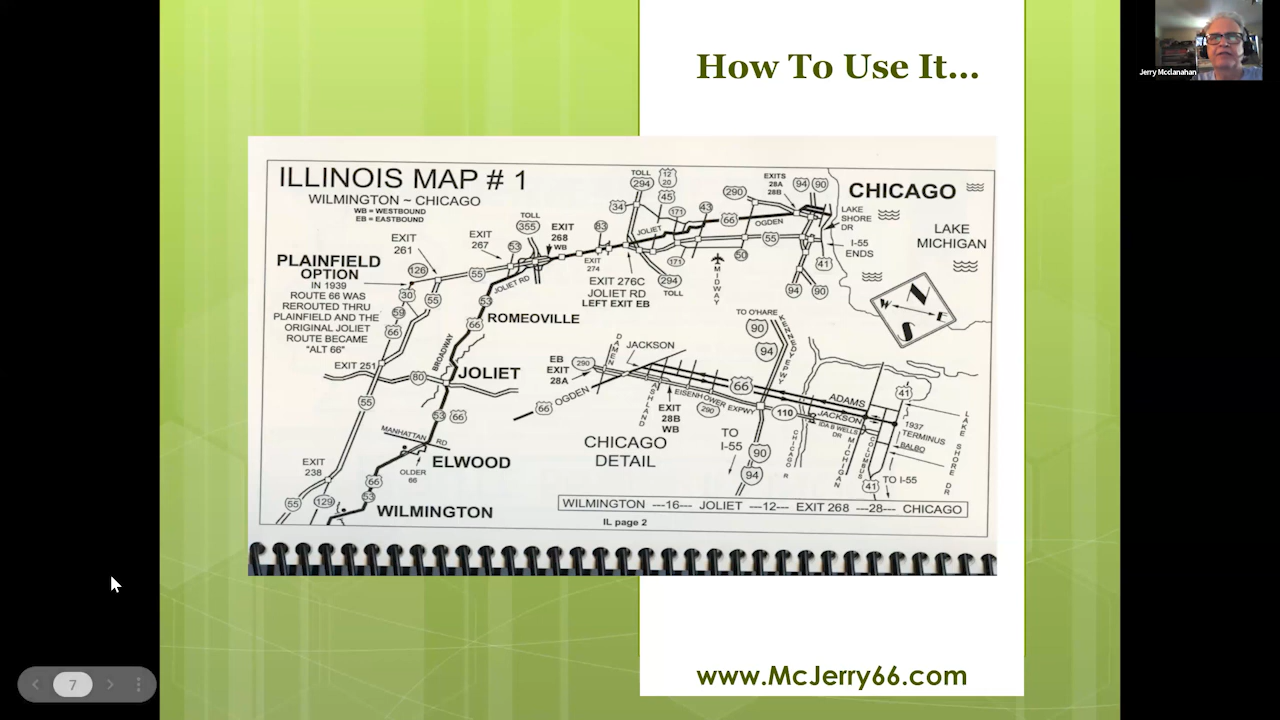 How To Use It...
Jerry Mcclanahan
ILLINOIS MAP # 1
WILMINGTON ~ CHICAGO
WB = WESTBOUND
EB = EASTBOUND
PLAINFIELD
OPTION
IN 1939
ROUTE 66 WAS
REROUTED THRU
PLAINFIELD AND THE
ORIGINAL JOLIET
ROUTE BECAME
"ALT 66"
EXIT
261
EXIT
267
TOLL
355
EXIT
268
WB
83
EXIT
274
TOLL
294
12
20
45
34
171
43
JOLIET
66
290
OGDEN
EXITS
28A
28B
94
90
CHICAGO
LAKE
SHORE
DR
LAKE
MICHIGAN
I-55
ENDS
41
94
90
55
50
MIDWAY
171
294
TOLL
EXIT 276C
JOLIET RD
LEFT EXIT EB
126
55
53
JOLIET RD
30
55
59
66
53
66
ROMEOVILLE
BROADWAY
EXIT 251
80
JOLIET
55
53
66
MANHATTAN
RD
OLDER
66
ELWOOD
EXIT
238
66
53
55
129
WILMINGTON
N
W
E
S
TO O'HARE
90
94
KENNEDY EPWY
DAMEN
JACKSON
EB
EXIT
28A
290
66
OGDEN
ASHLAND
EXIT
28B
WB
EISENHOWER EXPWY
290
66
110
ADAMS
JACKSON
IDA B WELLS
DR
CHICAGO R
MICHIGAN
COLUMBUS
41
1937
TERMINUS
BALBO
LAKE SHORE DR
TO I-55
41
TO
I-55
90
94
CHICAGO
DETAIL
WILMINGTON ---16--- JOLIET ---12--- EXIT 268 ---28--- CHICAGO
IL page 2
www.McJerry66.com
7